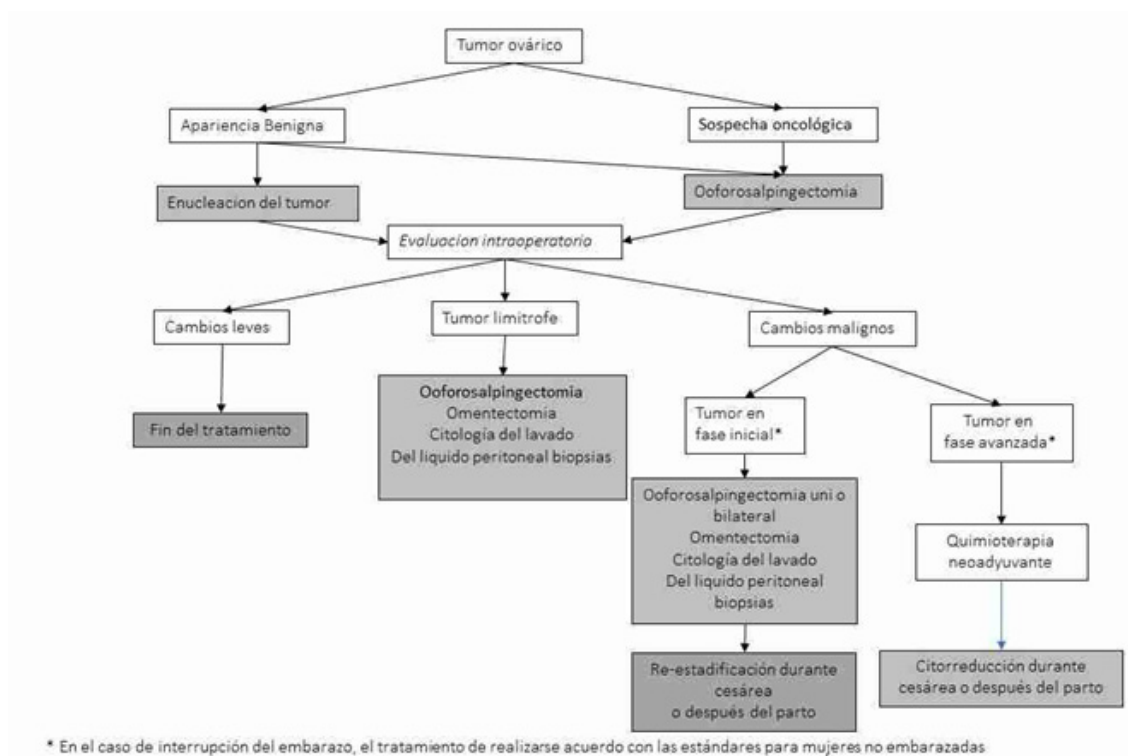 Tumor ovárico
Apariencia Benigna
Sospecha oncológica
Enucleacion del tumor
Ooforosalpingectomia
Evaluacion intraoperatorio
Cambios leves
Tumor limitrofe
Cambios malignos
Ooforosalpingectomia
Omentectomia
Citología del lavado
Del liquido peritoneal biopsias
Tumor en
fase inicial*
Tumor en
fase avanzada*
Fin del tratamiento
Ooforosalpingectomia uni o
bilateral
Omentectomia
Citología del lavado
Del liquido peritoneal
biopsias
Quimioterapia
neoadyuvante
Re-estadificación durante
cesárea
o después del parto
Citorreducción durante
cesárea o después del parto
* En el caso de interrupción del embarazo, el tratamiento de realizarse acuerdo con las estándares para mujeres no embarazadas